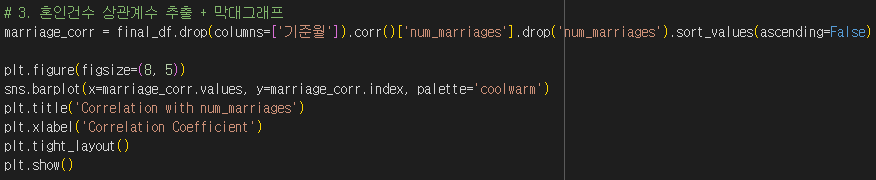 # 3. 혼인건수 상관계수 추출 + 막대그래프
marriage_corr = final_df.drop(columns=['기준월']).corr()['num_marriages'].drop('num_marriages').sort_values(ascending=False)
plt.figure(figsize=(8, 5))
sns.barplot(x=marriage_corr.values, y=marriage_corr.index, palette='coolwarm')
plt.title('Correlation with num_marriages')
plt.xlabel('Correlation Coefficient')
plt.tight_layout()
plt.show()